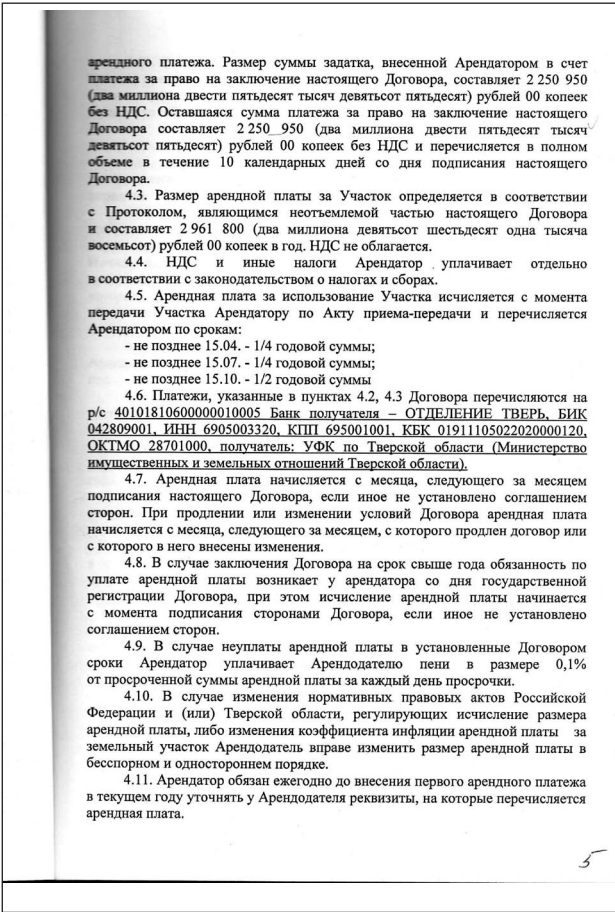 арендного платежа. Размер суммы задатка, внесенной Арендатором в счет
платежа за право на заключение настоящего Договора, составляет 2 250 950
(два миллиона двести пятьдесят тысяч девятьсот пятьдесят) рублей 00 копеек
без НДС. Оставшаяся сумма платежа за право на заключение настоящего
Договора составляет 2 250 950 (два миллиона двести пятьдесят тысяч
девятьсот пятьдесят) рублей 00 копеек без НДС и перечисляется в полном
объеме в течение 10 календарных дней со дня подписания настоящего
Договора.
4.3. Размер арендной платы за Участок определяется в соответствии
с Протоколом, являющимся неотъемлемой частью настоящего Договора
и составляет 2 961 800 (два миллиона девятьсот шестьдесят одна тысяча
восемьсот) рублей 00 копеек в год. НДС не облагается.
4.4. НДС и иные налоги Арендатор уплачивает отдельно
в соответствии с законодательством о налогах и сборах.
4.5. Арендная плата за использование Участка исчисляется с момента
передачи Участка Арендатору по Акту приема-передачи и перечисляется
Арендатором по срокам:
- не позднее 15.04. - 1/4 годовой суммы;
- не позднее 15.07. - 1/4 годовой суммы;
- не позднее 15.10. - 1/2 годовой суммы
4.6. Платежи, указанные в пунктах 4.2, 4.3 Договора перечисляются на
р/с 40101810600000010005 Банк получателя – ОТДЕЛЕНИЕ ТВЕРЬ, БИК
042809001, ИНН 6905003320, КПП 695001001, КБК 01911105022020000120,
ОКТМО 28701000, получатель: УФК по Тверской области (Министерство
имущественных и земельных отношений Тверской области).
4.7. Арендная плата начисляется с месяца, следующего за месяцем
подписания настоящего Договора, если иное не установлено соглашением
сторон. При продлении или изменении условий Договора арендная плата
начисляется с месяца, следующего за месяцем, с которого продлен договор или
с которого в него внесены изменения.
4.8. В случае заключения Договора на срок свыше года обязанность по
уплате арендной платы возникает у арендатора со дня государственной
регистрации Договора, при этом исчисление арендной платы начинается
с момента подписания сторонами Договора, если иное не установлено
соглашением сторон.
4.9. В случае неуплаты арендной платы в установленные Договором
сроки Арендатор уплачивает Арендодателю пени в размере 0,1%
от просроченной суммы арендной платы за каждый день просрочки.
4.10. В случае изменения нормативных правовых актов Российской
Федерации и (или) Тверской области, регулирующих исчисление размера
арендной платы, либо изменения коэффициента инфляции арендной платы за
земельный участок Арендодатель вправе изменить размер арендной платы в
бесспорном и одностороннем порядке.
4.11. Арендатор обязан ежегодно до внесения первого арендного платежа
в текущем году уточнять у Арендодателя реквизиты, на которые перечисляется
арендная плата.
5